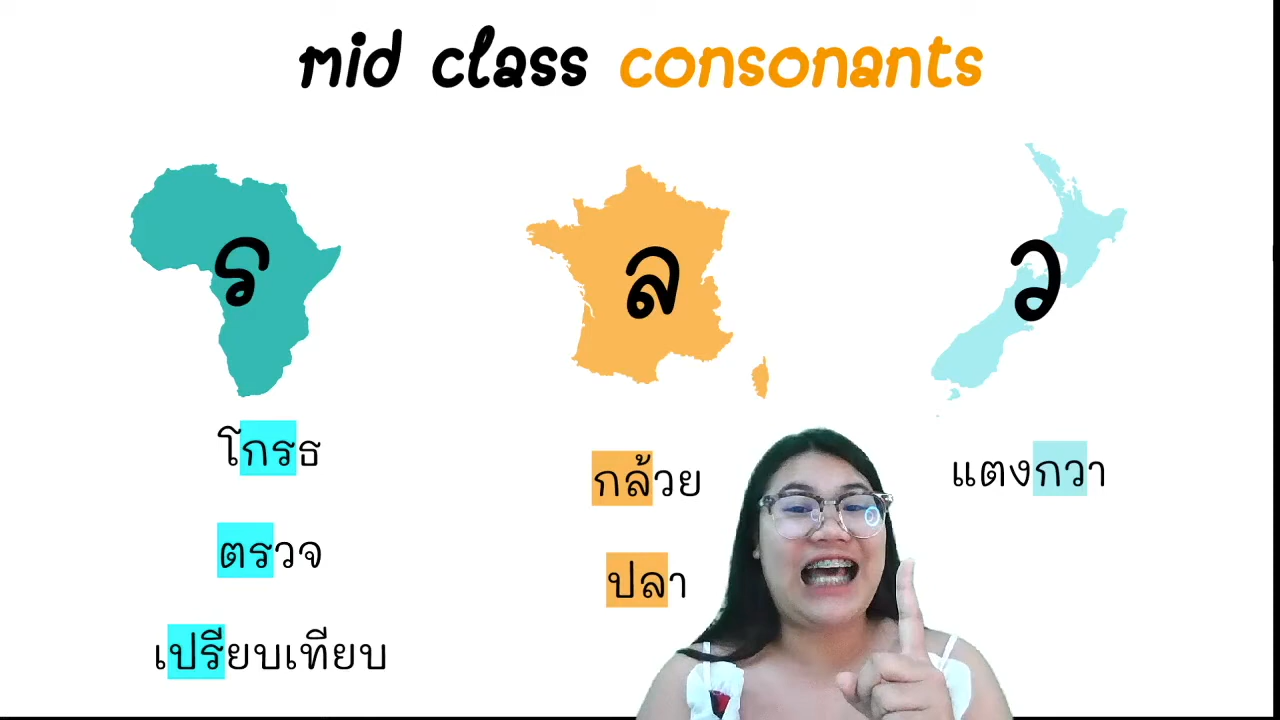 mid class consonants
ร
ล
ว
โกรธ
ตรวจ
เปรียบเทียบ
กล้วย
ปลา
แตงกวา